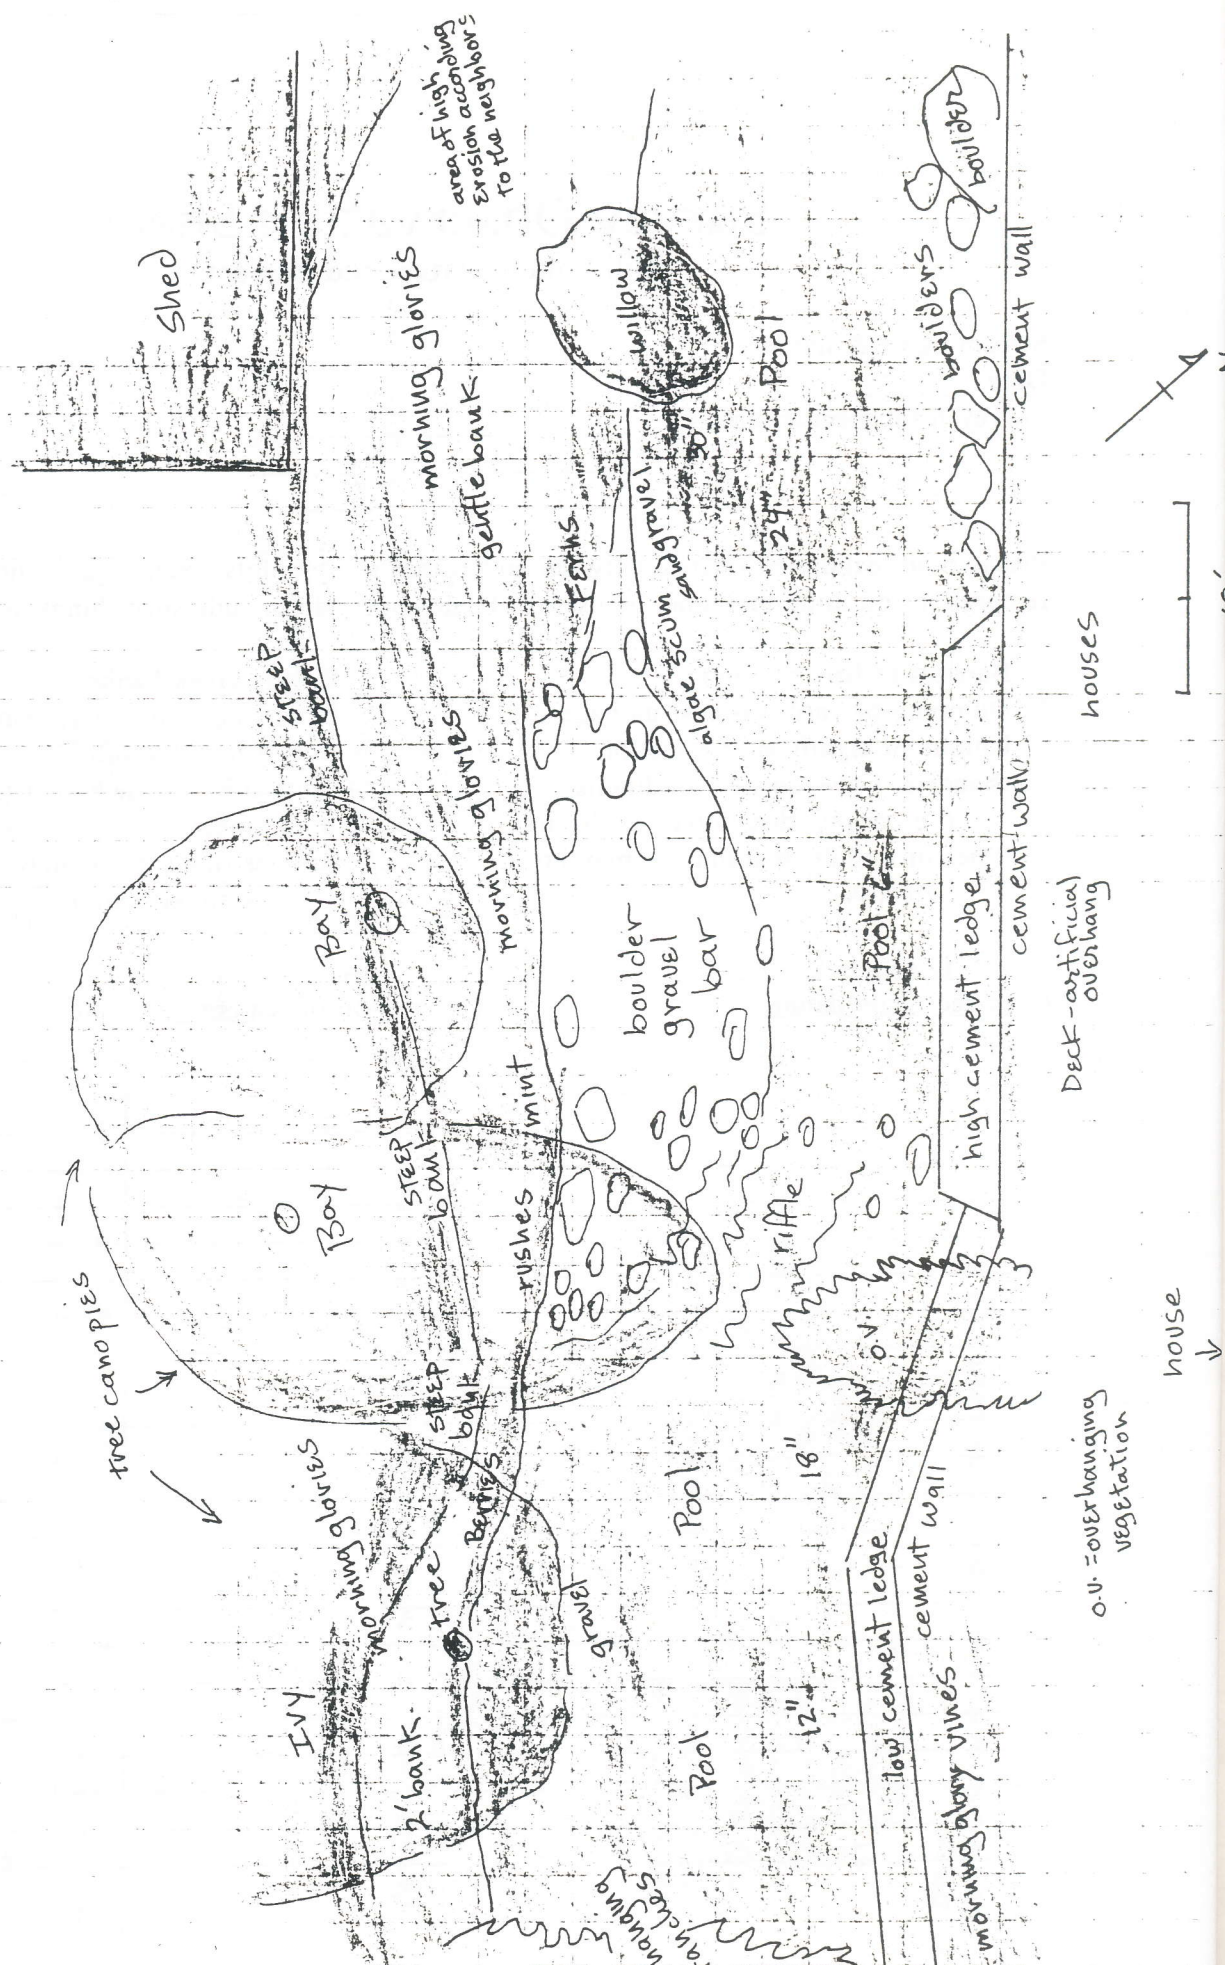 tree canopies
Shed
Bay
Bay
Ivy
morning glories
STEEP
bank
STEEP
bank
STEEP
bank
area of high
Erosion according
to the neighbors
2' bank
tree
Berries
rushes
mint
morning glories
morning glories
gentle bank
Ferns
gravel
boulder
gravel
bar
algae scum
sand gravel
willow
Pool
Pool
riffle
Pool
12"
18"
o.v.
Pool 6"
24"
30"
low cement ledge
high cement ledge
boulders
boulder
morning glory vines
cement wall
cement wall
cement wall
o.v. = overhanging
vegetation
Deck - artificial
overhang
houses
house